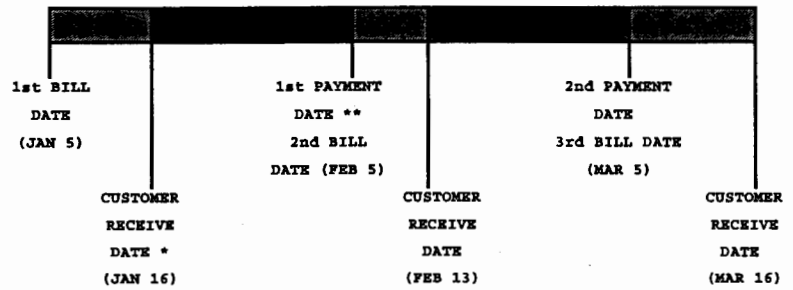 1st BILL
DATE
(JAN 5)
1st PAYMENT
DATE **
2nd BILL
DATE (FEB 5)
2nd PAYMENT
DATE
3rd BILL DATE
(MAR 5)
CUSTOMER
RECEIVE
DATE *
(JAN 16)
CUSTOMER
RECEIVE
DATE
(FEB 13)
CUSTOMER
RECEIVE
DATE
(MAR 16)